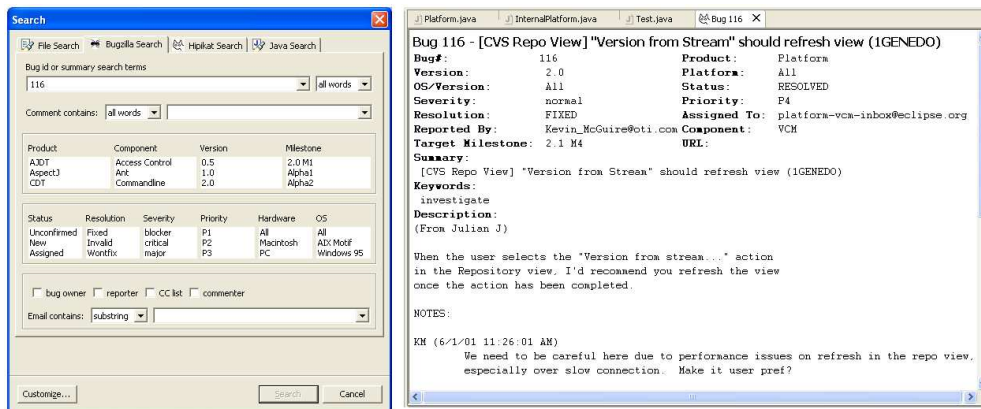 Search
File Search Bugzilla Search Hipikat Search Java Search
Bug id or summary search terms
116 all words
Comment contains: all words
Product Component Version Milestone
AJDT Access Control 0.5 2.0 M1
AspectJ Ant 1.0 Alpha1
CDT Commandline 2.0 Alpha2
Status Resolution Severity Priority Hardware OS
Unconfirmed Fixed blocker P1 All All
New Invalid critical P2 Macintosh AIX Motif
Assigned Wontfix major P3 PC Windows 95
bug owner reporter CC list commenter
Email contains: substring
Customize... Search Cancel
Platform.java InternalPlatform.java Test.java Bug 116
Bug 116 - [CVS Repo View] "Version from Stream" should refresh view (1GENEDO)
Bug#: 116 Product: Platform
Version: 2.0 Platform: All
OS/Version: All Status: RESOLVED
Severity: normal Priority: P4
Resolution: FIXED Assigned To: platform-vcm-inbox@eclipse.org
Reported By: Kevin_McGuire@oti.com Component: VCM
Target Milestone: 2.1 M4 URL:
Summary:
[CVS Repo View] "Version from Stream" should refresh view (1GENEDO)
Keywords:
investigate
Description:
(From Julian J)
When the user selects the "Version from stream..." action
in the Repository view, I'd recommend you refresh the view
once the action has been completed.
NOTES:
KM (6/1/01 11:26:01 AM)
We need to be careful here due to performance issues on refresh in the repo view,
especially over slow connection. Make it user pref?